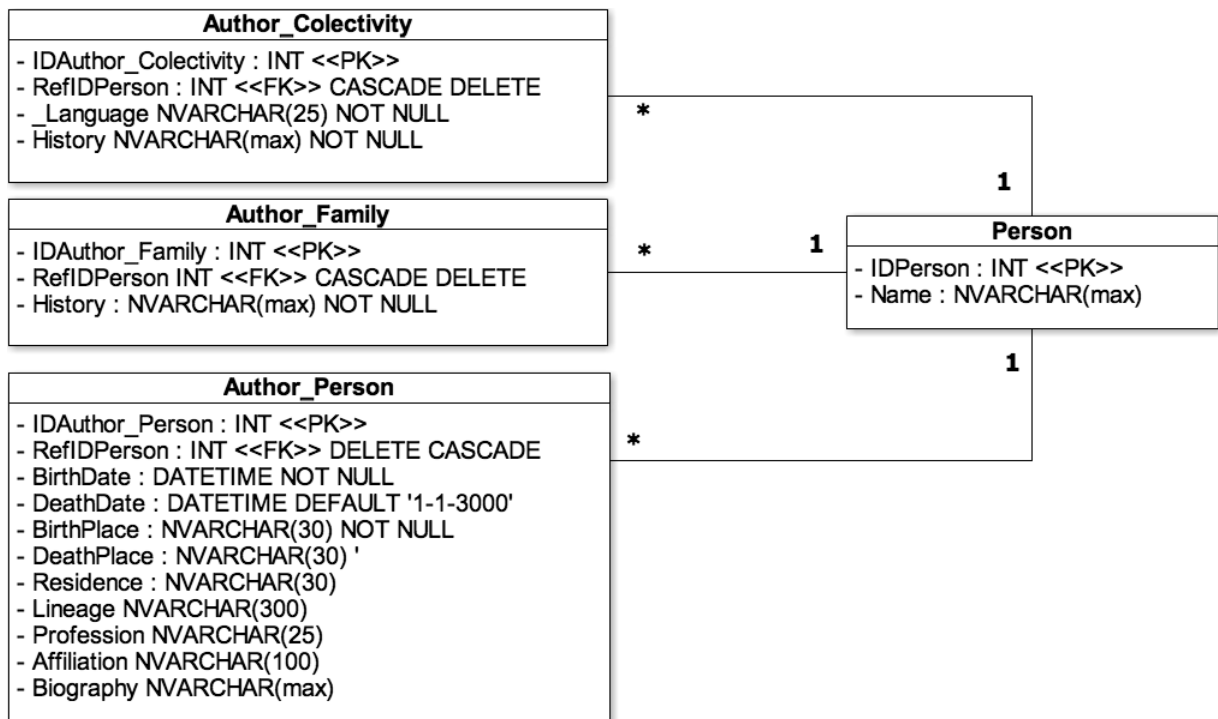 Author_Colectivity
- IDAuthor_Colectivity : INT <<PK>>
- RefIDPerson : INT <<FK>> CASCADE DELETE
- _Language NVARCHAR(25) NOT NULL
- History NVARCHAR(max) NOT NULL
*
1
Author_Family
- IDAuthor_Family : INT <<PK>>
- RefIDPerson INT <<FK>> CASCADE DELETE
- History : NVARCHAR(max) NOT NULL
*
1
Person
- IDPerson : INT <<PK>>
- Name : NVARCHAR(max)
1
Author_Person
- IDAuthor_Person : INT <<PK>>
- RefIDPerson : INT <<FK>> DELETE CASCADE
- BirthDate : DATETIME NOT NULL
- DeathDate : DATETIME DEFAULT '1-1-3000'
- BirthPlace : NVARCHAR(30) NOT NULL
- DeathPlace : NVARCHAR(30) '
- Residence : NVARCHAR(30)
- Lineage NVARCHAR(300)
- Profession NVARCHAR(25)
- Affiliation NVARCHAR(100)
- Biography NVARCHAR(max)
*